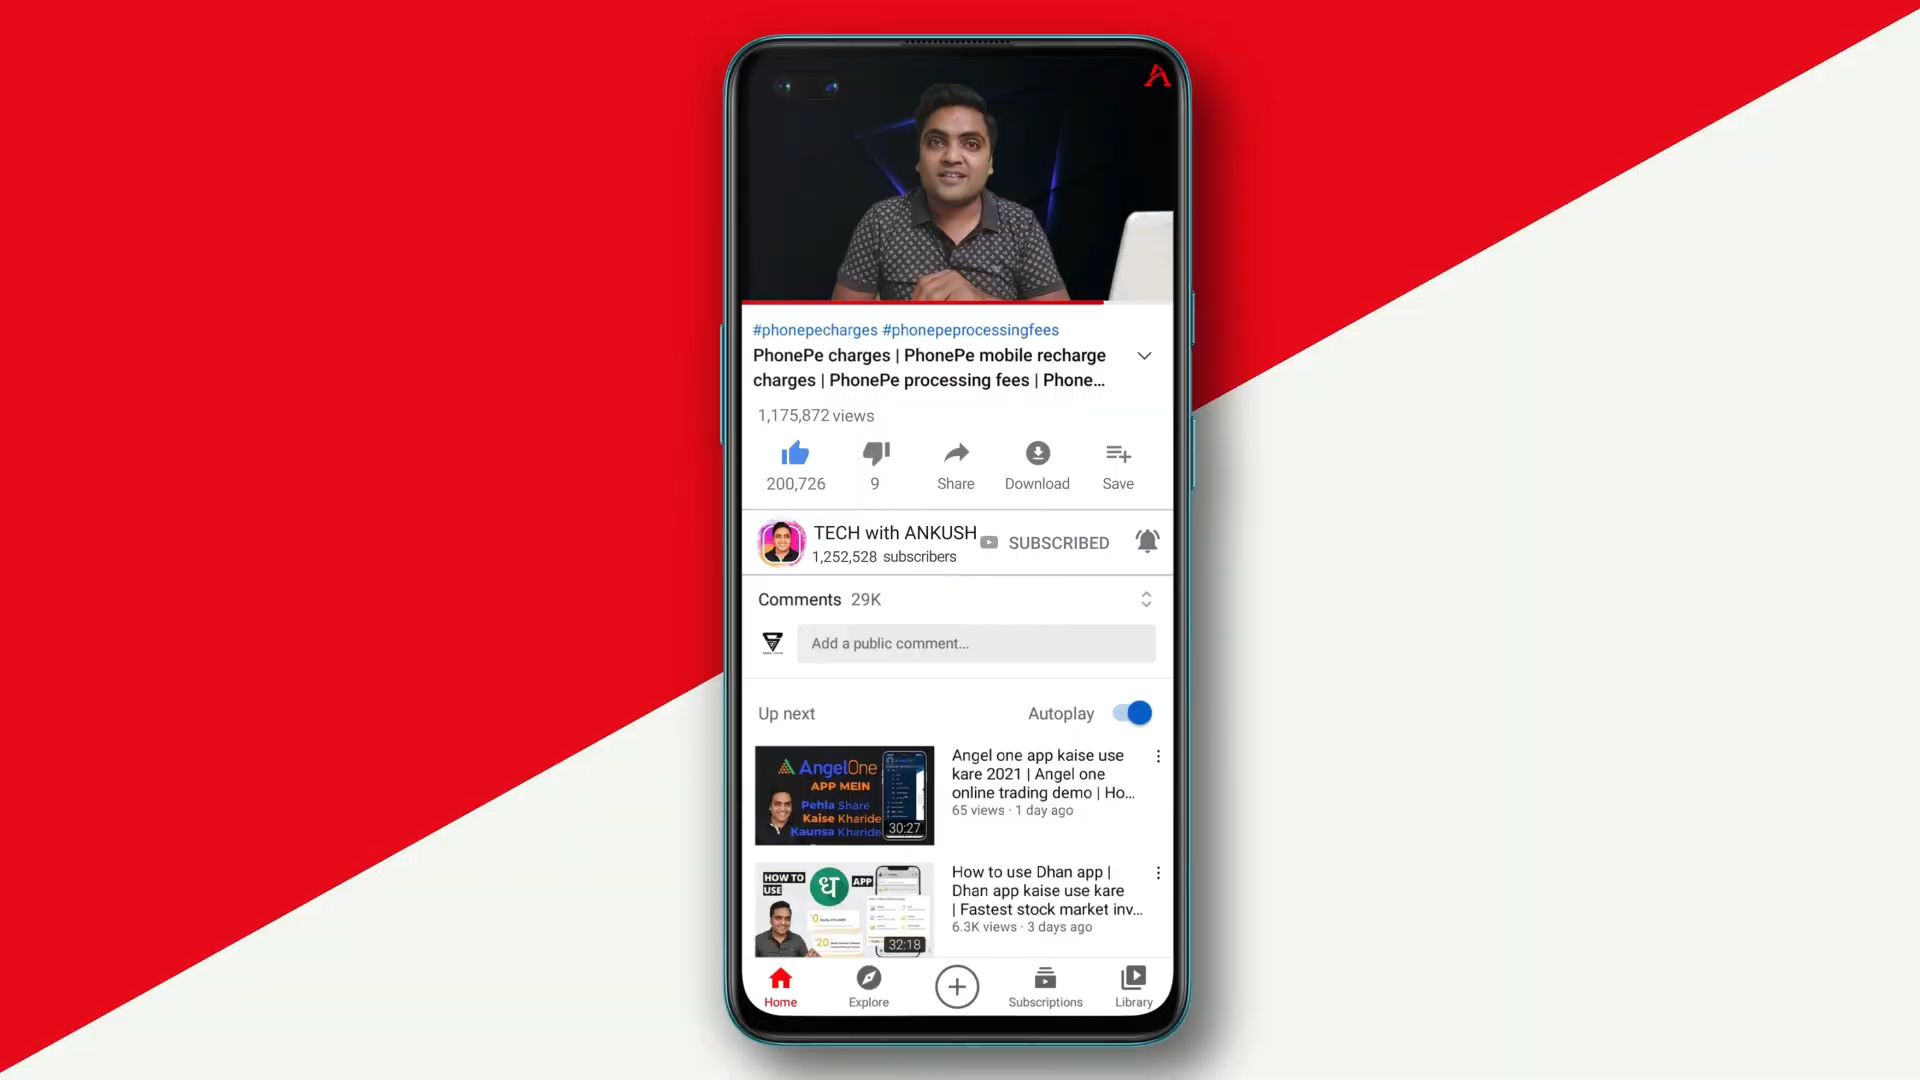 #phonepecharges #phonepeprocessingfees
PhonePe charges | PhonePe mobile recharge
charges | PhonePe processing fees | Phone...
1,175,872 views
200,726
9
Share
Download
Save
TECH with ANKUSH
1,252,528 subscribers
SUBSCRIBED
Comments 29K
Add a public comment...
Up next
Autoplay
AngelOne
APP MEIN
Pehla Share
Kaise Kharide
Kaunsa Kharide
30:27
Angel one app kaise use
kare 2021 | Angel one
online trading demo | Ho...
65 views · 1 day ago
HOW TO
USE
ध
APP
0
20
32:18
How to use Dhan app |
Dhan app kaise use kare
| Fastest stock market inv...
6.3K views · 3 days ago
Home
Explore
Subscriptions
Library